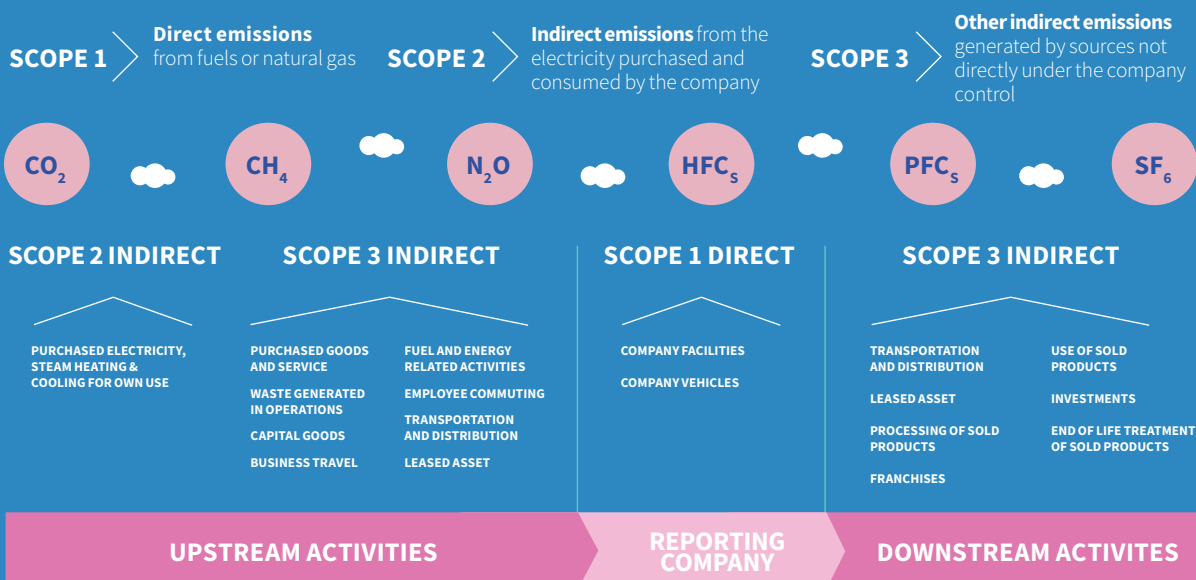 SCOPE 1
Direct emissions
from fuels or natural gas
SCOPE 2
Indirect emissions from the
electricity purchased and
consumed by the company
SCOPE 3
Other indirect emissions
generated by sources not
directly under the company
control
CO2
CH4
N2O
HFCS
PFCS
SF6
SCOPE 2 INDIRECT
PURCHASED ELECTRICITY,
STEAM HEATING &
COOLING FOR OWN USE
SCOPE 3 INDIRECT
PURCHASED GOODS
AND SERVICE
WASTE GENERATED
IN OPERATIONS
CAPITAL GOODS
BUSINESS TRAVEL
FUEL AND ENERGY
RELATED ACTIVITIES
EMPLOYEE COMMUTING
TRANSPORTATION
AND DISTRIBUTION
LEASED ASSET
SCOPE 1 DIRECT
COMPANY FACILITIES
COMPANY VEHICLES
SCOPE 3 INDIRECT
TRANSPORTATION
AND DISTRIBUTION
LEASED ASSET
PROCESSING OF SOLD
PRODUCTS
FRANCHISES
USE OF SOLD
PRODUCTS
INVESTMENTS
END OF LIFE TREATMENT
OF SOLD PRODUCTS
UPSTREAM ACTIVITIES
REPORTING
COMPANY
DOWNSTREAM ACTIVITES